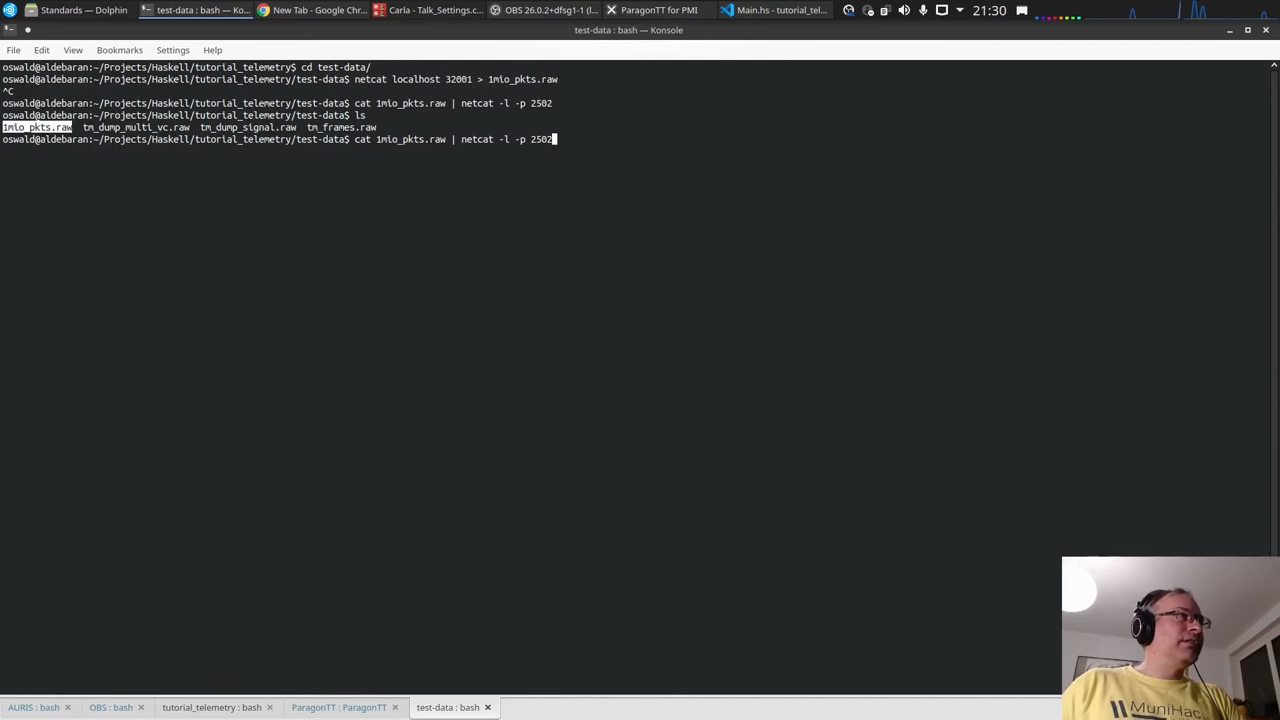 Standards — Dolphin
test-data : bash — Ko...
New Tab - Google Chr...
Carla - Talk_Settings.c...
OBS 26.0.2+dfsg1-1 (l...
ParagonTT for PMI
Main.hs - tutorial_tel...
21:30
test-data : bash — Konsole
File Edit View Bookmarks Settings Help
oswald@aldebaran:~/Projects/Haskell/tutorial_telemetry$ cd test-data/
oswald@aldebaran:~/Projects/Haskell/tutorial_telemetry/test-data$ netcat localhost 32001 > 1mio_pkts.raw
^C
oswald@aldebaran:~/Projects/Haskell/tutorial_telemetry/test-data$ cat 1mio_pkts.raw | netcat -l -p 2502
oswald@aldebaran:~/Projects/Haskell/tutorial_telemetry/test-data$ ls
1mio_pkts.raw tm_dump_multi_vc.raw tm_dump_signal.raw tm_frames.raw
oswald@aldebaran:~/Projects/Haskell/tutorial_telemetry/test-data$ cat 1mio_pkts.raw | netcat -l -p 2502
MuniHac
AURIS : bash
OBS : bash
tutorial_telemetry : bash
ParagonTT : ParagonTT
test-data : bash